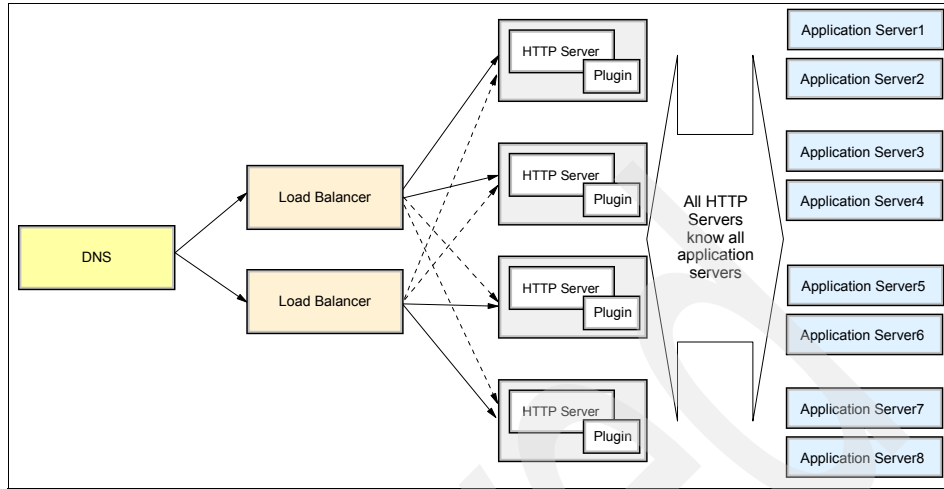 DNS
Load Balancer
Load Balancer
HTTP Server
Plugin
HTTP Server
Plugin
HTTP Server
Plugin
HTTP Server
Plugin
All HTTP
Servers
know all
application
servers
Application Server1
Application Server2
Application Server3
Application Server4
Application Server5
Application Server6
Application Server7
Application Server8